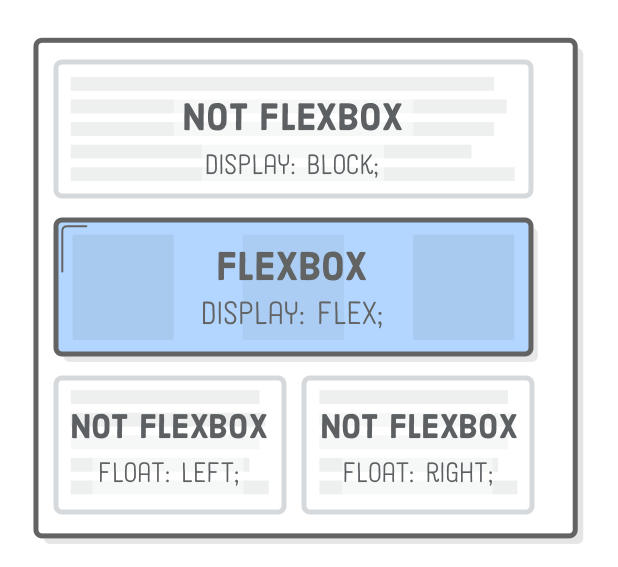 NOT FLEXBOX
DISPLAY: BLOCK;
FLEXBOX
DISPLAY: FLEX;
NOT FLEXBOX
FLOAT: LEFT;
NOT FLEXBOX
FLOAT: RIGHT;